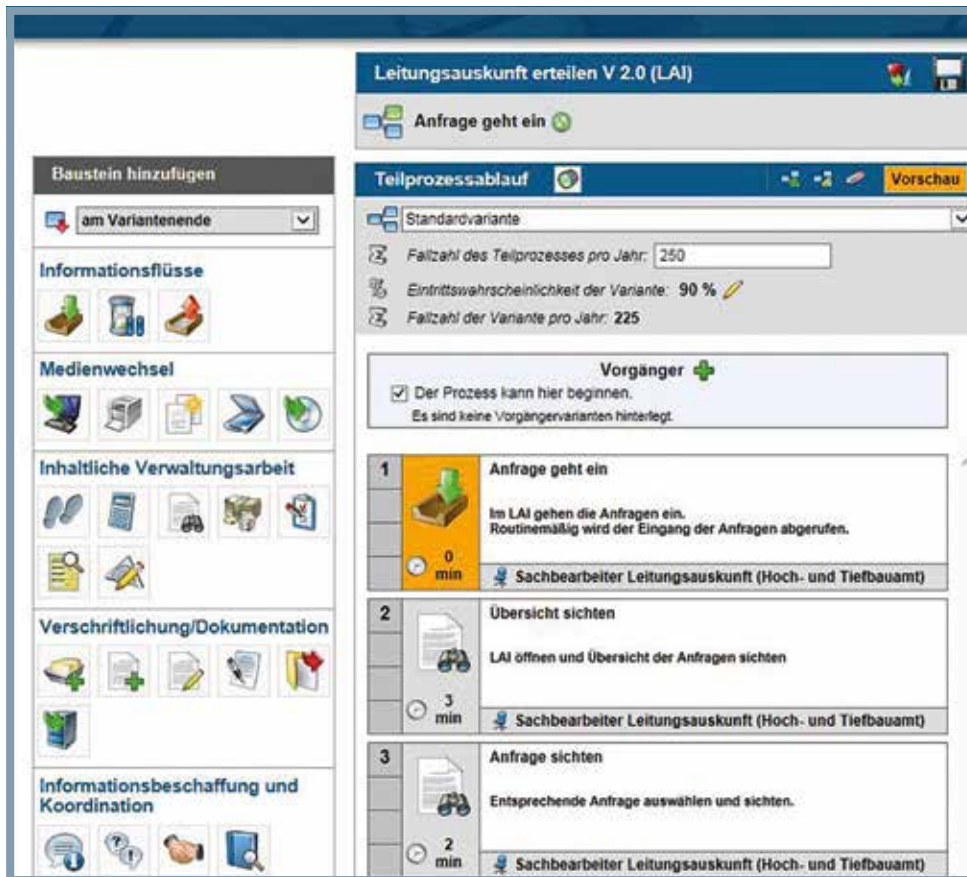 Leitungsauskunft erteilen V 2.0 (LAI)
Anfrage geht ein
Baustein hinzufügen
am Variantenende
Informationsflüsse
Medienwechsel
Inhaltliche Verwaltungsarbeit
Verschriftlichung/Dokumentation
Informationsbeschaffung und
Koordination
Teilprozessablauf
Vorschau
Standardvariante
Fallzahl des Teilprozesses pro Jahr: 250
Eintrittswahrscheinlichkeit der Variante: 90 %
Fallzahl der Variante pro Jahr: 225
Vorgänger
Der Prozess kann hier beginnen.
Es sind keine Vorgängervarianten hinterlegt.
1
Anfrage geht ein
Im LAI gehen die Anfragen ein.
Routinemäßig wird der Eingang der Anfragen abgerufen.
0
min
Sachbearbeiter Leitungsauskunft (Hoch- und Tiefbauamt)
2
Übersicht sichten
LAI öffnen und Übersicht der Anfragen sichten
3
min
Sachbearbeiter Leitungsauskunft (Hoch- und Tiefbauamt)
3
Anfrage sichten
Entsprechende Anfrage auswählen und sichten.
2
min
Sachbearbeiter Leitungsauskunft (Hoch- und Tiefbauamt)